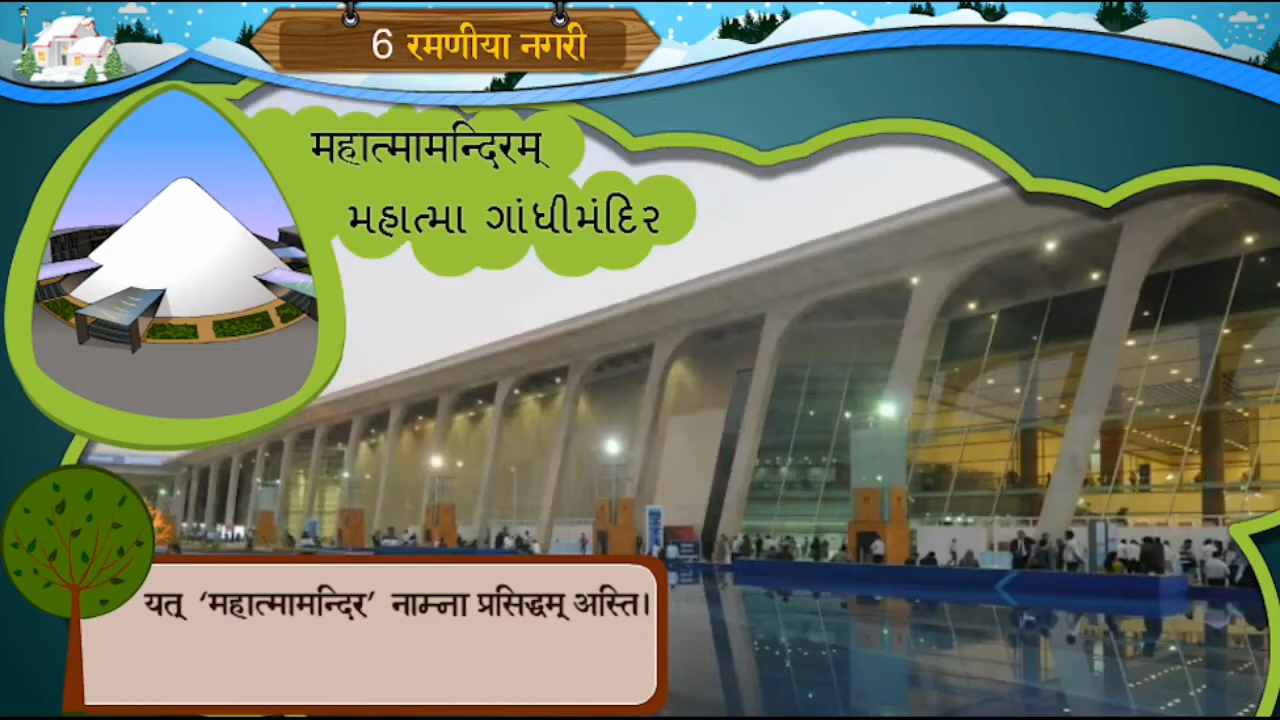 6 रमणीया नगरी
महात्मामन्दिरम्
મહાત્મા ગાંધીમંદિર
यत् ‘महात्मामन्दिर’ नाम्ना प्रसिद्धम् अस्ति।